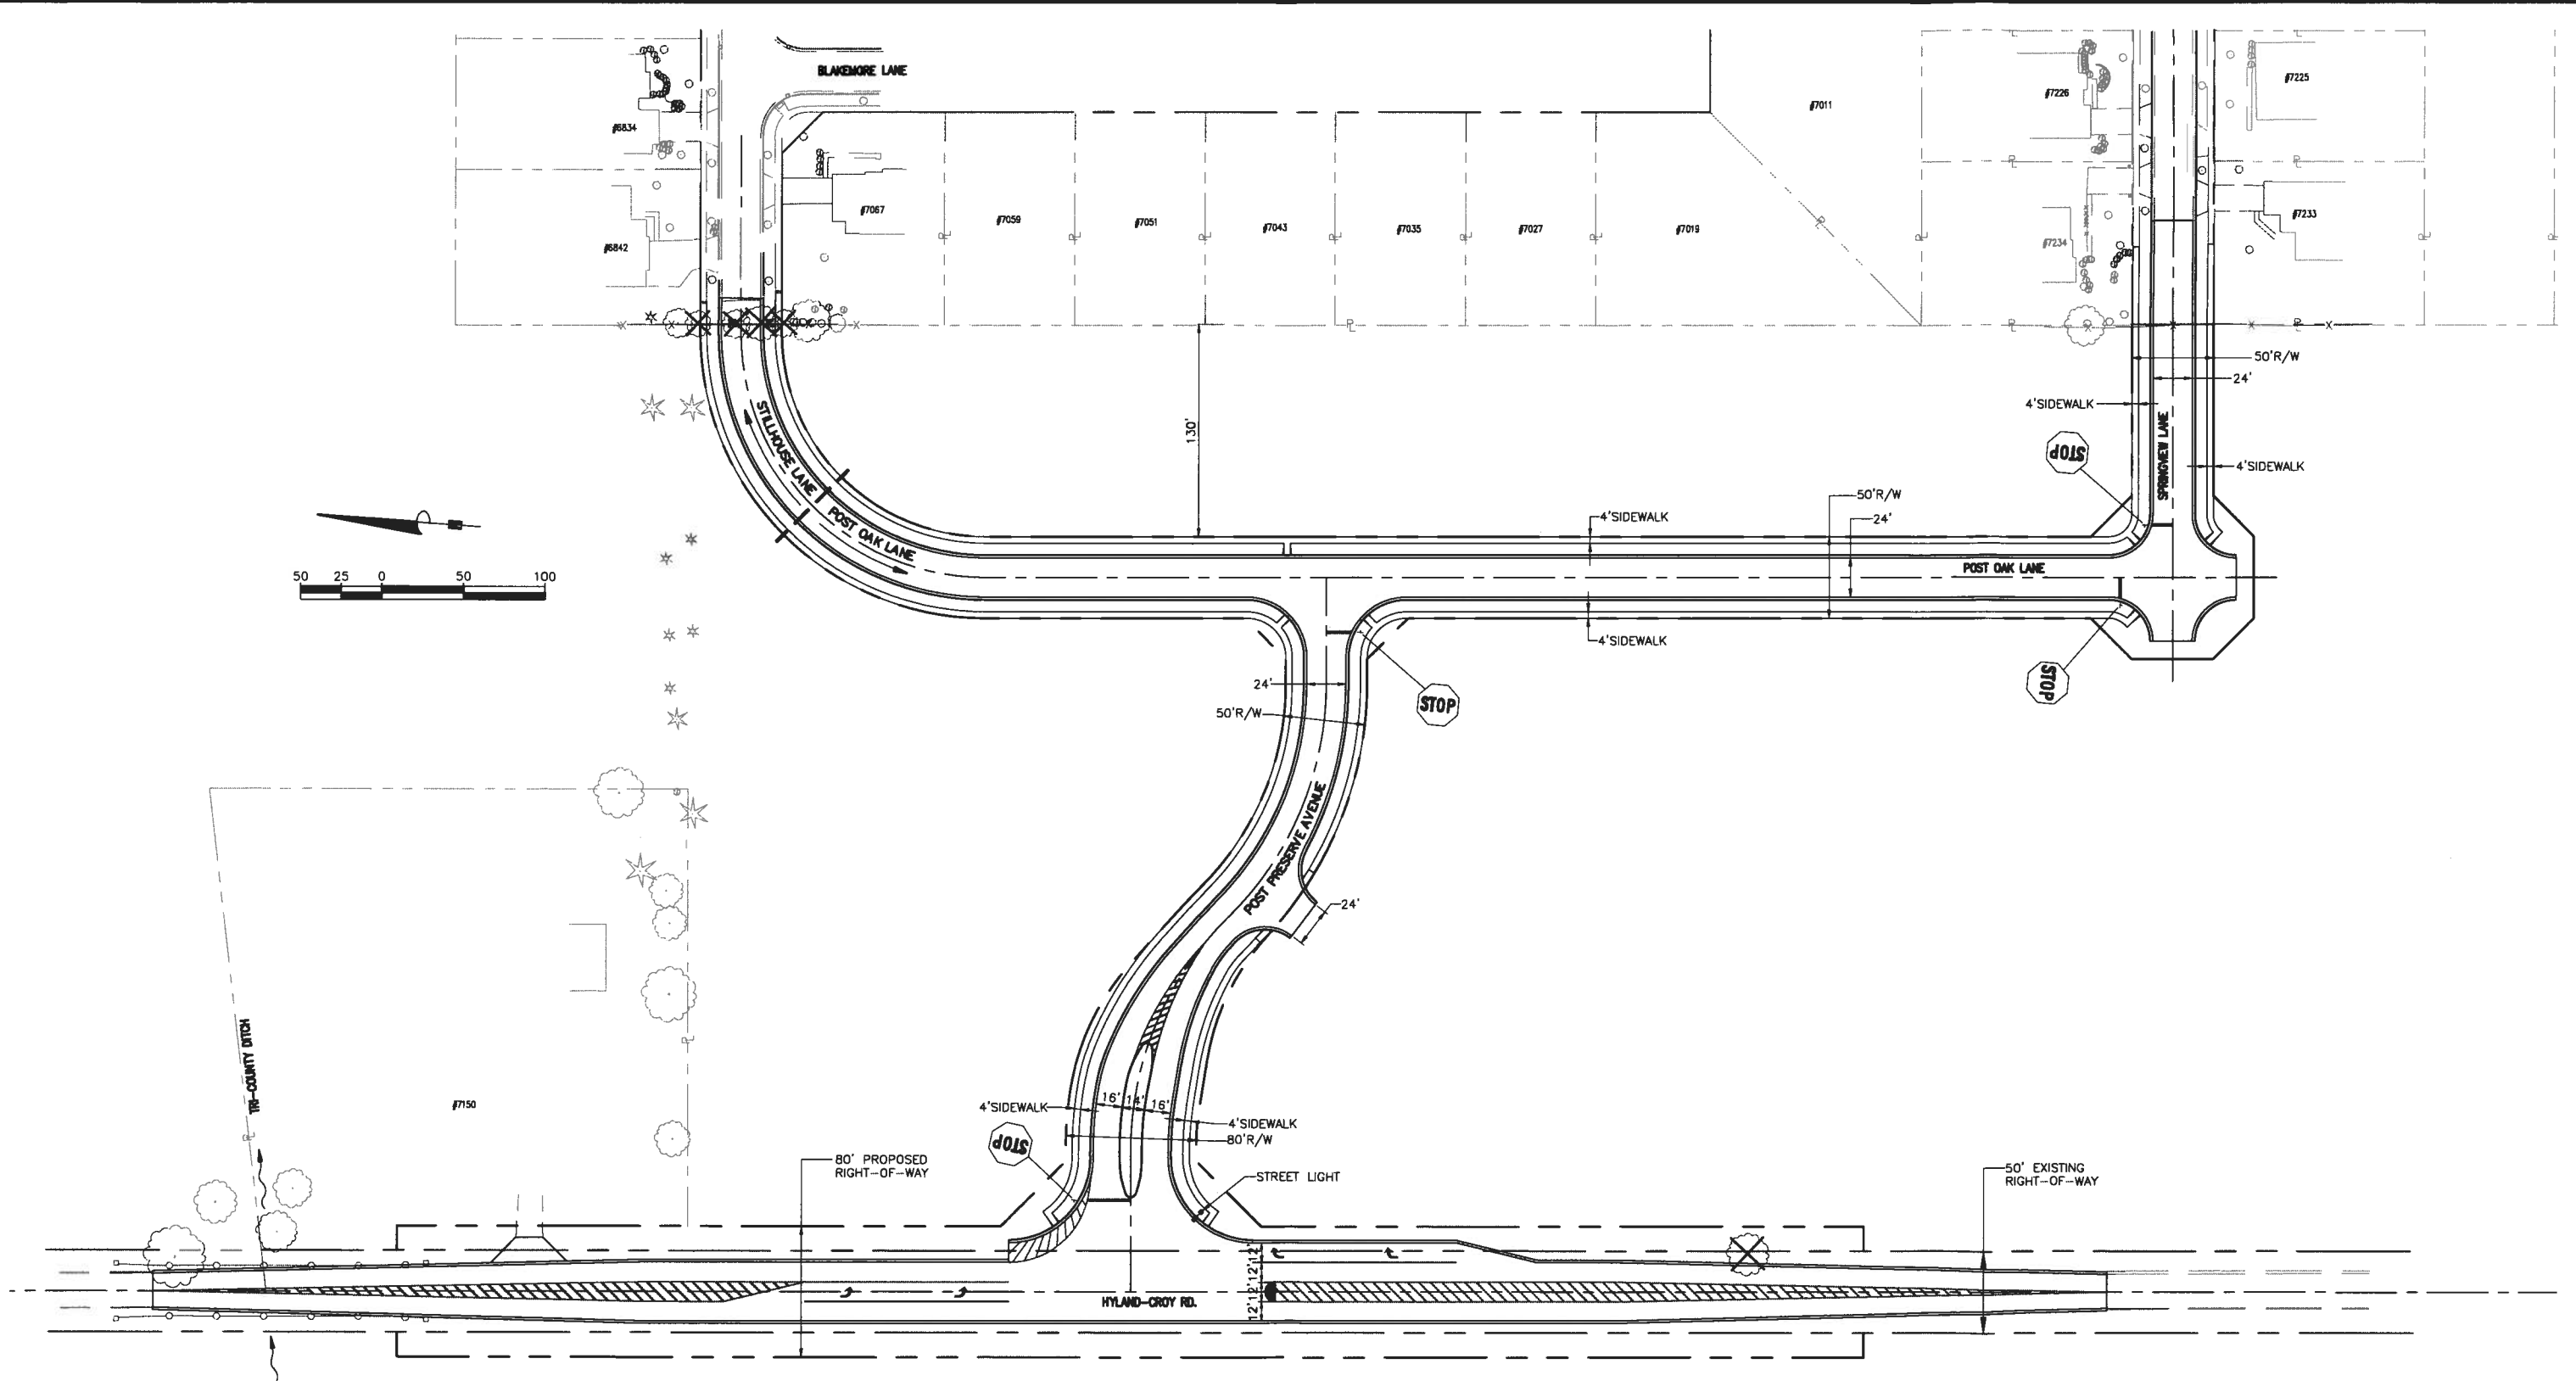 BLAKEMORE LANE
#6834
#7011
#7226
#7225
#7067
#7059
#7051
#7043
#7035
#7027
#7019
#6842
#7234
#7233
50'R/W
24'
4'SIDEWALK
STOP
SPRINGVIEW LANE
4'SIDEWALK
130'
STILLHOUSE LANE
POST OAK LANE
50'R/W
4'SIDEWALK
24'
POST OAK LANE
50 25 0 50 100
4'SIDEWALK
STOP
24'
50'R/W
STOP
POST PRESERVE AVENUE
24'
TRI-COUNTY DITCH
#7150
4'SIDEWALK
16' 14' 16'
4'SIDEWALK
80'R/W
STOP
80' PROPOSED
RIGHT-OF-WAY
STREET LIGHT
50' EXISTING
RIGHT-OF-WAY
12'
12'
12'
12'
HYLAND-CROY RD.